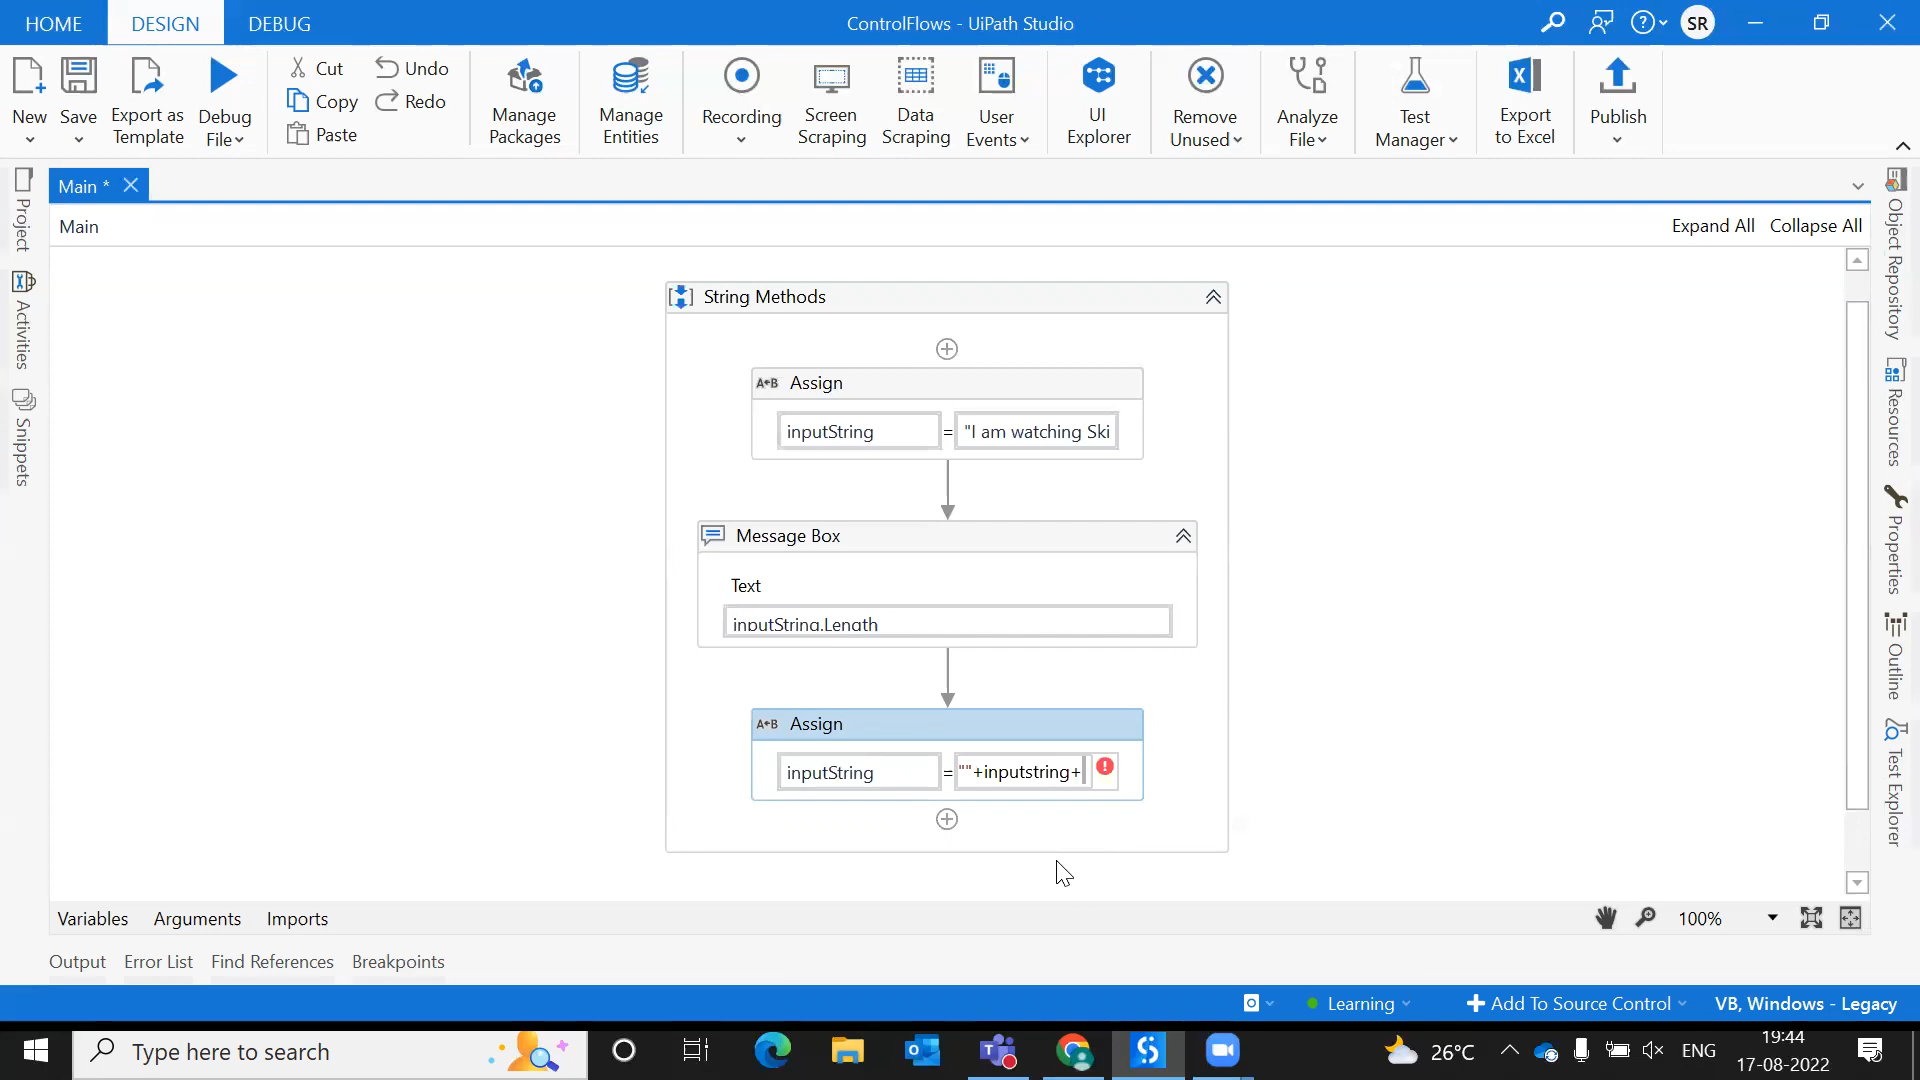 HOME DESIGN DEBUG ControlFlows - UiPath Studio SR
New Save Export as Template Debug File Cut Copy Paste Undo Redo Manage Packages Manage Entities Recording Screen Scraping Data Scraping User Events UI Explorer Remove Unused Analyze File Test Manager Export to Excel Publish
Main *
Main Expand All Collapse All
Project
Activities
Snippets
String Methods
A+B Assign
inputString = "I am watching Ski
Message Box
Text
inputString.Length
A+B Assign
inputString = ""+inputstring+
Object Repository
Resources
Properties
Outline
Test Explorer
Variables Arguments Imports 100%
Output Error List Find References Breakpoints
Learning Add To Source Control VB, Windows - Legacy
Type here to search 26°C ENG 19:44
17-08-2022